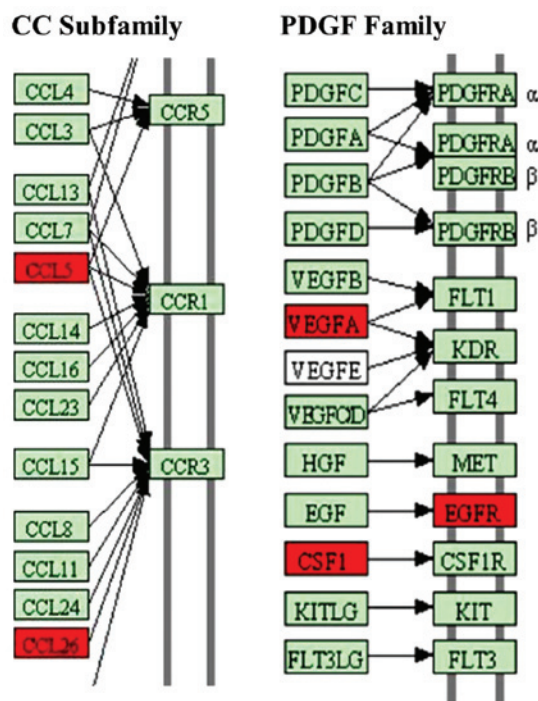 CC Subfamily
CCL4
CCL3
CCL13
CCL7
CCL5
CCL14
CCL16
CCL23
CCL15
CCL8
CCL11
CCL24
CCL26
CCR5
CCR1
CCR3
PDGF Family
PDGFC
PDGFA
PDGFB
PDGFD
VEGFB
VEGFA
VEGFE
VEGFC/D
HGF
EGF
CSF1
KITLG
FLT3LG
PDGFRA α
PDGFRA α
PDGFRB β
PDGFRB β
FLT1
KDR
FLT4
MET
EGFR
CSF1R
KIT
FLT3